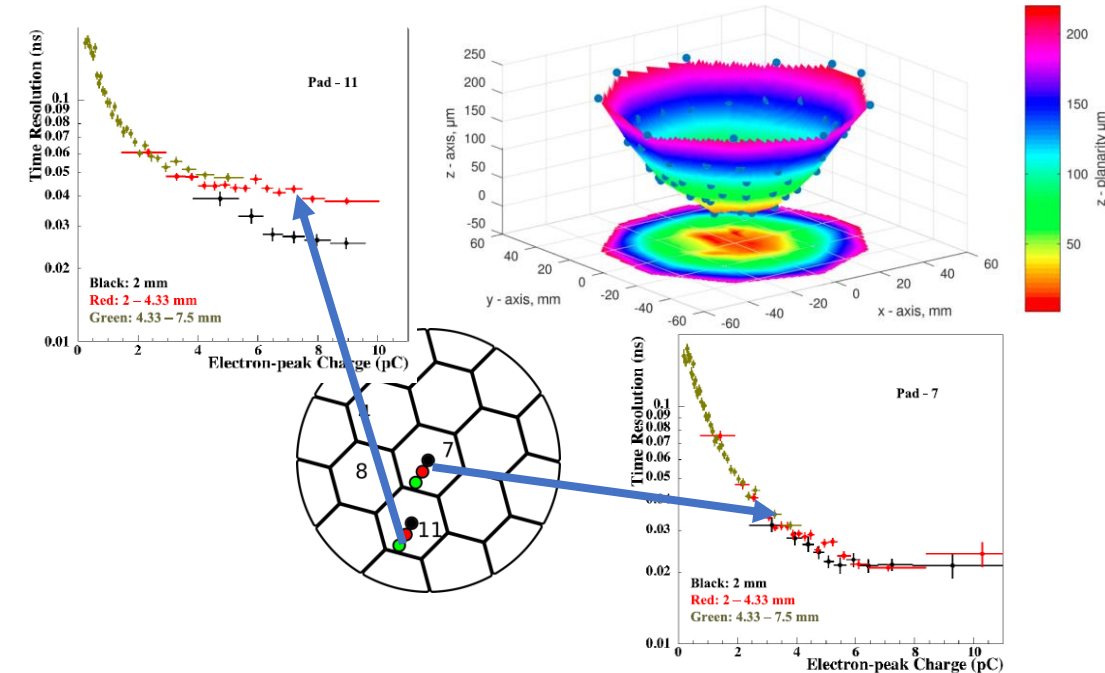 Time Resolution (ns)
0.1
0.09
0.08
0.07
0.06
0.05
0.04
0.03
0.02
0.01
Pad - 11
Black: 2 mm
Red: 2 – 4.33 mm
Green: 4.33 – 7.5 mm
0 2 4 6 8 10
Electron-peak Charge (pC)
z - axis, µm
250
200
150
100
50
0
-50
60
40
20
0
-20
-40
-60
y - axis, mm
-60
-40
-20
0
20
40
60
x - axis, mm
200
150
100
50
z - planarity µm
7
8
11
Time Resolution (ns)
0.1
0.09
0.08
0.07
0.06
0.05
0.04
0.03
0.02
0.01
Pad - 7
Black: 2 mm
Red: 2 – 4.33 mm
Green: 4.33 – 7.5 mm
0 2 4 6 8 10
Electron-peak Charge (pC)